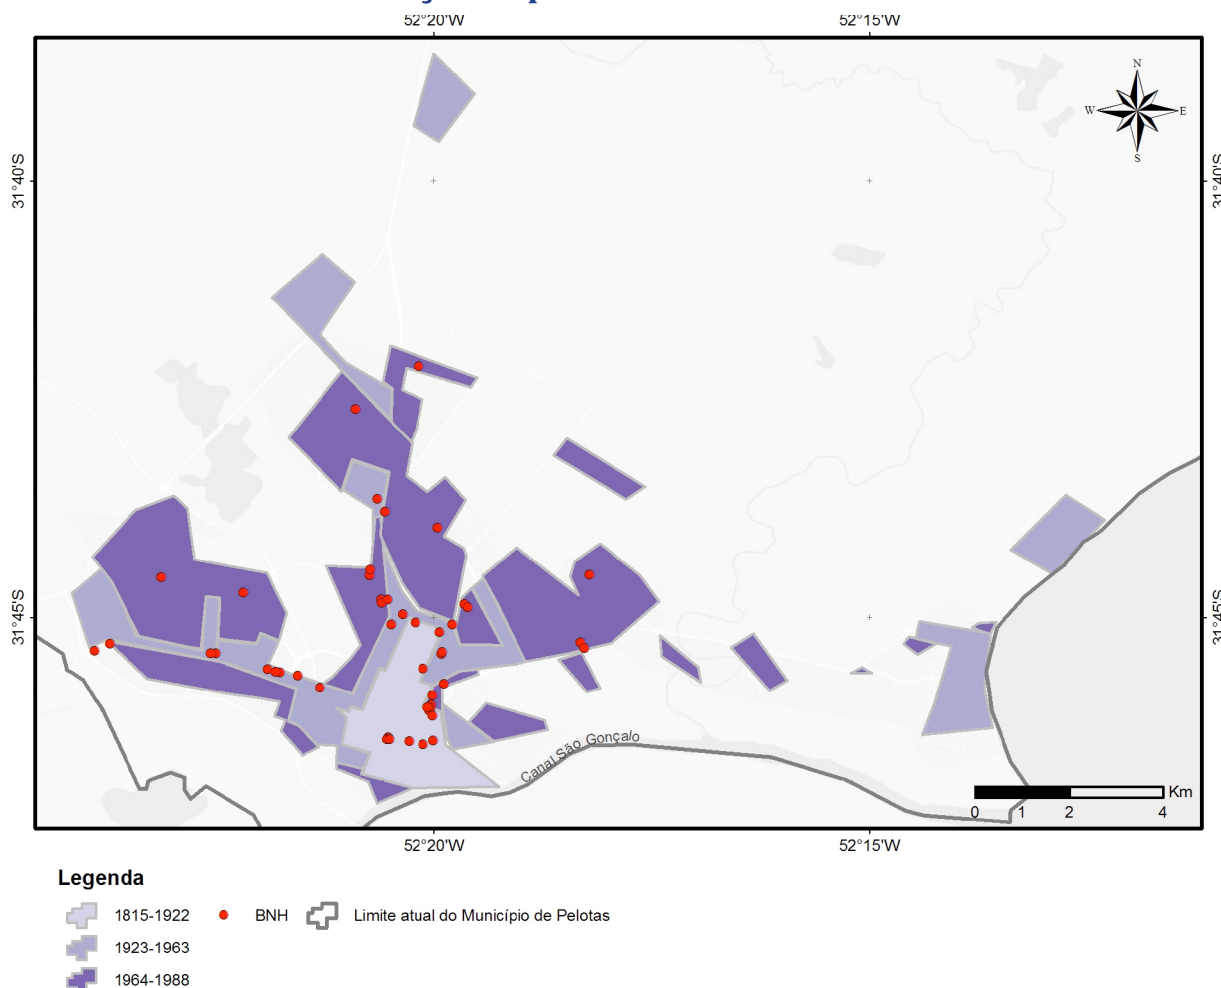 52°20'W
52°15'W
N
W
E
S
31°40'S
31°40'S
31°45'S
31°45'S
Canal São Gonçalo
Km
0
1
2
4
52°20'W
52°15'W
Legenda
1815-1922
BNH
Limite atual do Município de Pelotas
1923-1963
1964-1988